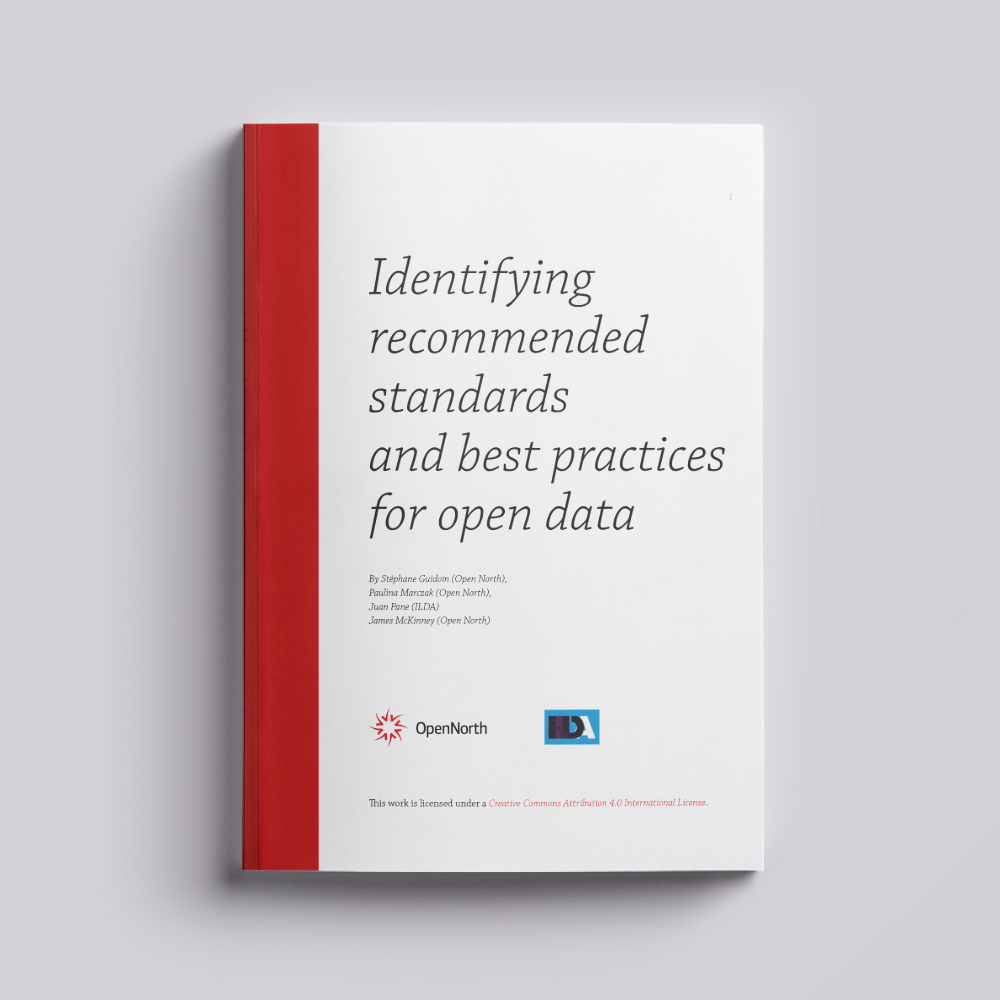 i
Identifying
recommended
standards
and best practices
for open data
By Stéphane Guidoin (Open North),
Paulina Marczak (Open North),
Juan Pane (ILDA)
James McKinney (Open North)
OpenNorth
ILDA
This work is licensed under a Creative Commons Attribution 4.0 International License.